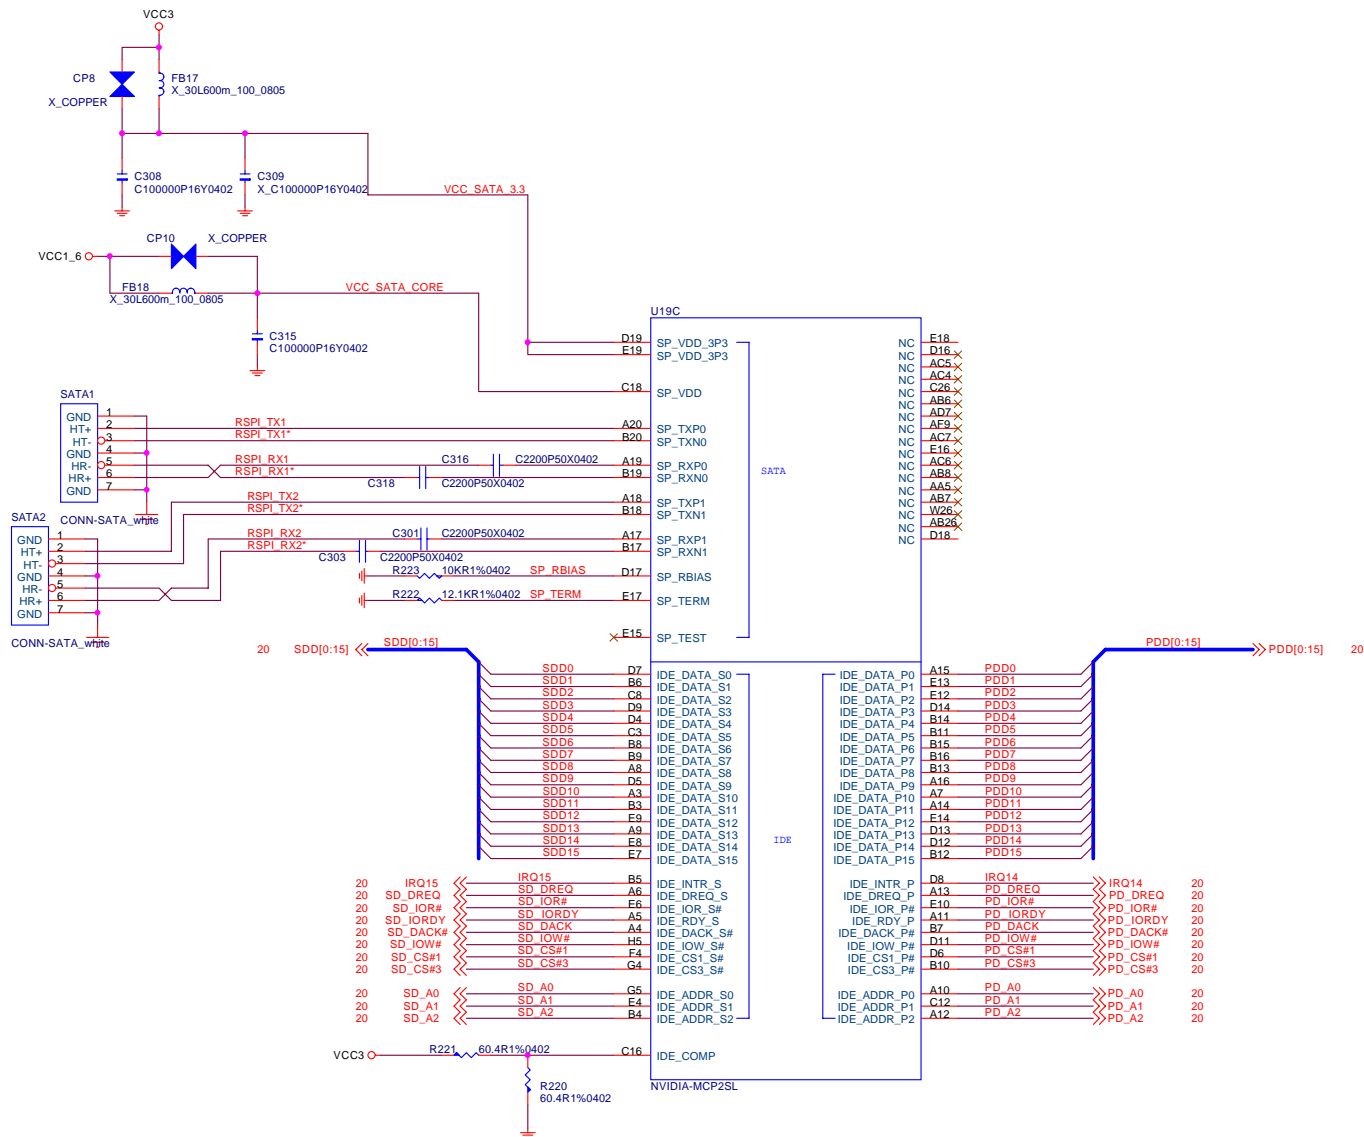 VCC3
CP8
X_COPPER
FB17
X_30L600m_100_0805
C308
C100000P16Y0402
C309
X_C100000P16Y0402
VCC_SATA_3.3
CP10
X_COPPER
VCC1_6
FB18
X_30L600m_100_0805
VCC_SATA_CORE
C315
C100000P16Y0402
U19C
D19 SP_VDD_3P3
E19 SP_VDD_3P3
C18 SP_VDD
SATA1
GND 1
HT+ 2
HT- 3
GND 4
HR- 5
HR+ 6
GND 7
CONN-SATA_white
RSPI_TX1 A20 SP_TXP0
RSPI_TX1* B20 SP_TXN0
RSPI_RX1 C316 C2200P50X0402 A19 SP_RXP0
RSPI_RX1* C318 C2200P50X0402 B19 SP_RXN0
RSPI_TX2 A18 SP_TXP1
RSPI_TX2* B18 SP_TXN1
SATA2
GND 1
HT+ 2
HT- 3
GND 4
HR- 5
HR+ 6
GND 7
CONN-SATA_white
RSPI_RX2 C301 C2200P50X0402 A17 SP_RXP1
RSPI_RX2* C303 C2200P50X0402 B17 SP_RXN1
R223 10KR1%0402 SP_RBIAS D17 SP_RBIAS
R222 12.1KR1%0402 SP_TERM E17 SP_TERM
E15 SP_TEST
SATA
NC E18
NC D16
NC AC5
NC AC4
NC C26
NC AB6
NC AD7
NC AF9
NC AC7
NC E16
NC AC6
NC AB8
NC AA5
NC AB7
NC W26
NC AB26
NC D18
20 SDD[0:15] SDD[0:15]
PDD[0:15] PDD[0:15] 20
SDD0 D7 IDE_DATA_S0 IDE_DATA_P0 A15 PDD0
SDD1 B6 IDE_DATA_S1 IDE_DATA_P1 E13 PDD1
SDD2 C8 IDE_DATA_S2 IDE_DATA_P2 E12 PDD2
SDD3 D9 IDE_DATA_S3 IDE_DATA_P3 D14 PDD3
SDD4 D4 IDE_DATA_S4 IDE_DATA_P4 B14 PDD4
SDD5 C3 IDE_DATA_S5 IDE_DATA_P5 B11 PDD5
SDD6 B8 IDE_DATA_S6 IDE_DATA_P6 B15 PDD6
SDD7 B9 IDE_DATA_S7 IDE_DATA_P7 B16 PDD7
SDD8 A8 IDE_DATA_S8 IDE_DATA_P8 B13 PDD8
SDD9 D5 IDE_DATA_S9 IDE_DATA_P9 A16 PDD9
SDD10 A3 IDE_DATA_S10 IDE_DATA_P10 A7 PDD10
SDD11 B3 IDE_DATA_S11 IDE_DATA_P11 A14 PDD11
SDD12 E9 IDE_DATA_S12 IDE_DATA_P12 E14 PDD12
SDD13 A9 IDE_DATA_S13 IDE_DATA_P13 D13 PDD13
SDD14 E8 IDE_DATA_S14 IDE_DATA_P14 D12 PDD14
SDD15 E7 IDE_DATA_S15 IDE_DATA_P15 B12 PDD15
IDE
20 IRQ15 IRQ15 B5 IDE_INTR_S IDE_INTR_P D8 IRQ14 IRQ14 20
20 SD_DREQ SD_DREQ A6 IDE_DREQ_S IDE_DREQ_P A13 PD_DREQ PD_DREQ 20
20 SD_IOR# SD_IOR# E6 IDE_IOR_S# IDE_IOR_P# E10 PD_IOR# PD_IOR# 20
20 SD_IORDY SD_IORDY A5 IDE_RDY_S IDE_RDY_P A11 PD_IORDY PD_IORDY 20
20 SD_DACK# SD_DACK A4 IDE_DACK_S# IDE_DACK_P# B7 PD_DACK PD_DACK# 20
20 SD_IOW# SD_IOW# H5 IDE_IOW_S# IDE_IOW_P# D11 PD_IOW# PD_IOW# 20
20 SD_CS#1 SD_CS#1 F4 IDE_CS1_S# IDE_CS1_P# D6 PD_CS#1 PD_CS#1 20
20 SD_CS#3 SD_CS#3 G4 IDE_CS3_S# IDE_CS3_P# B10 PD_CS#3 PD_CS#3 20
20 SD_A0 SD_A0 G5 IDE_ADDR_S0 IDE_ADDR_P0 A10 PD_A0 PD_A0 20
20 SD_A1 SD_A1 E4 IDE_ADDR_S1 IDE_ADDR_P1 C12 PD_A1 PD_A1 20
20 SD_A2 SD_A2 B4 IDE_ADDR_S2 IDE_ADDR_P2 A12 PD_A2 PD_A2 20
VCC3 R221 60.4R1%0402 C16 IDE_COMP
R220
60.4R1%0402
NVIDIA-MCP2SL